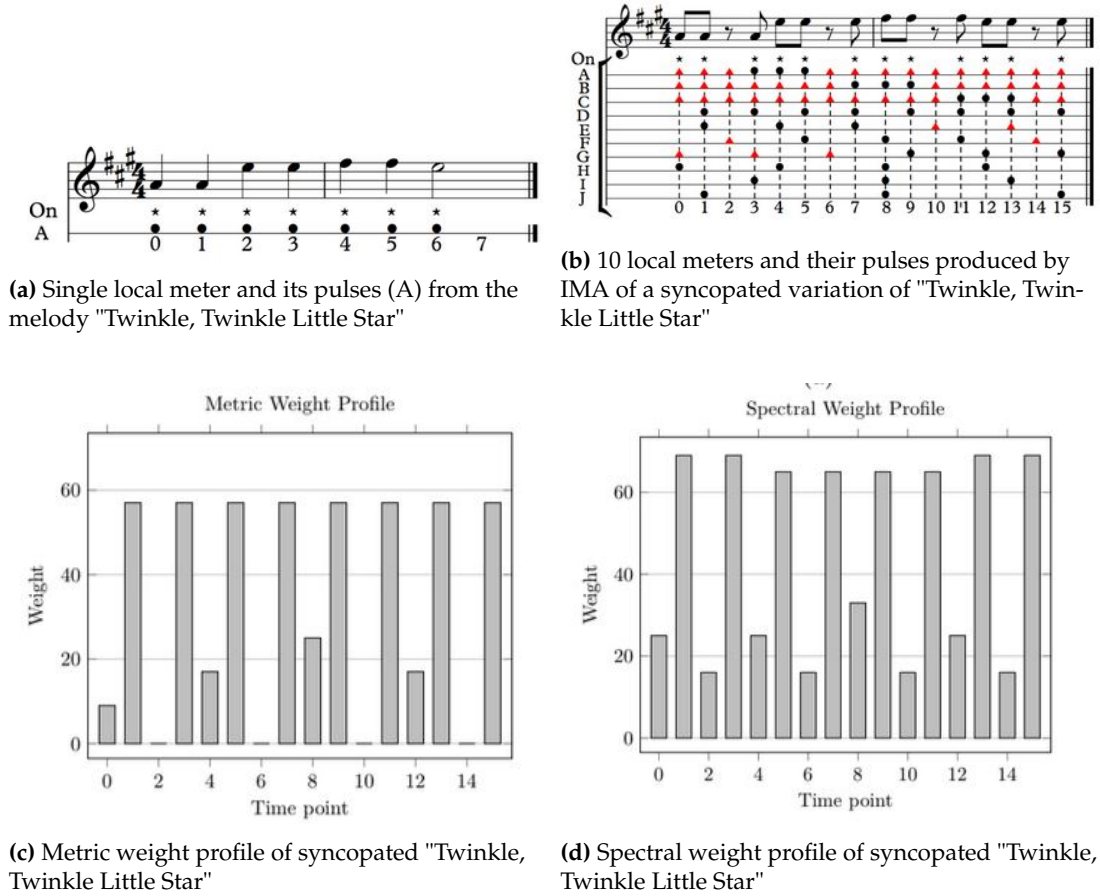 On
A
0 1 2 3 4 5 6 7
(a) Single local meter and its pulses (A) from the
melody "Twinkle, Twinkle Little Star"
On
A
B
C
D
E
F
G
H
I
J
0 1 2 3 4 5 6 7 8 9 10 11 12 13 14 15
(b) 10 local meters and their pulses produced by
IMA of a syncopated variation of "Twinkle, Twin-
kle Little Star"
Metric Weight Profile
60
40
20
0
Weight
0 2 4 6 8 10 12 14
Time point
(c) Metric weight profile of syncopated "Twinkle,
Twinkle Little Star"
Spectral Weight Profile
60
40
20
0
Weight
0 2 4 6 8 10 12 14
Time point
(d) Spectral weight profile of syncopated "Twinkle,
Twinkle Little Star"